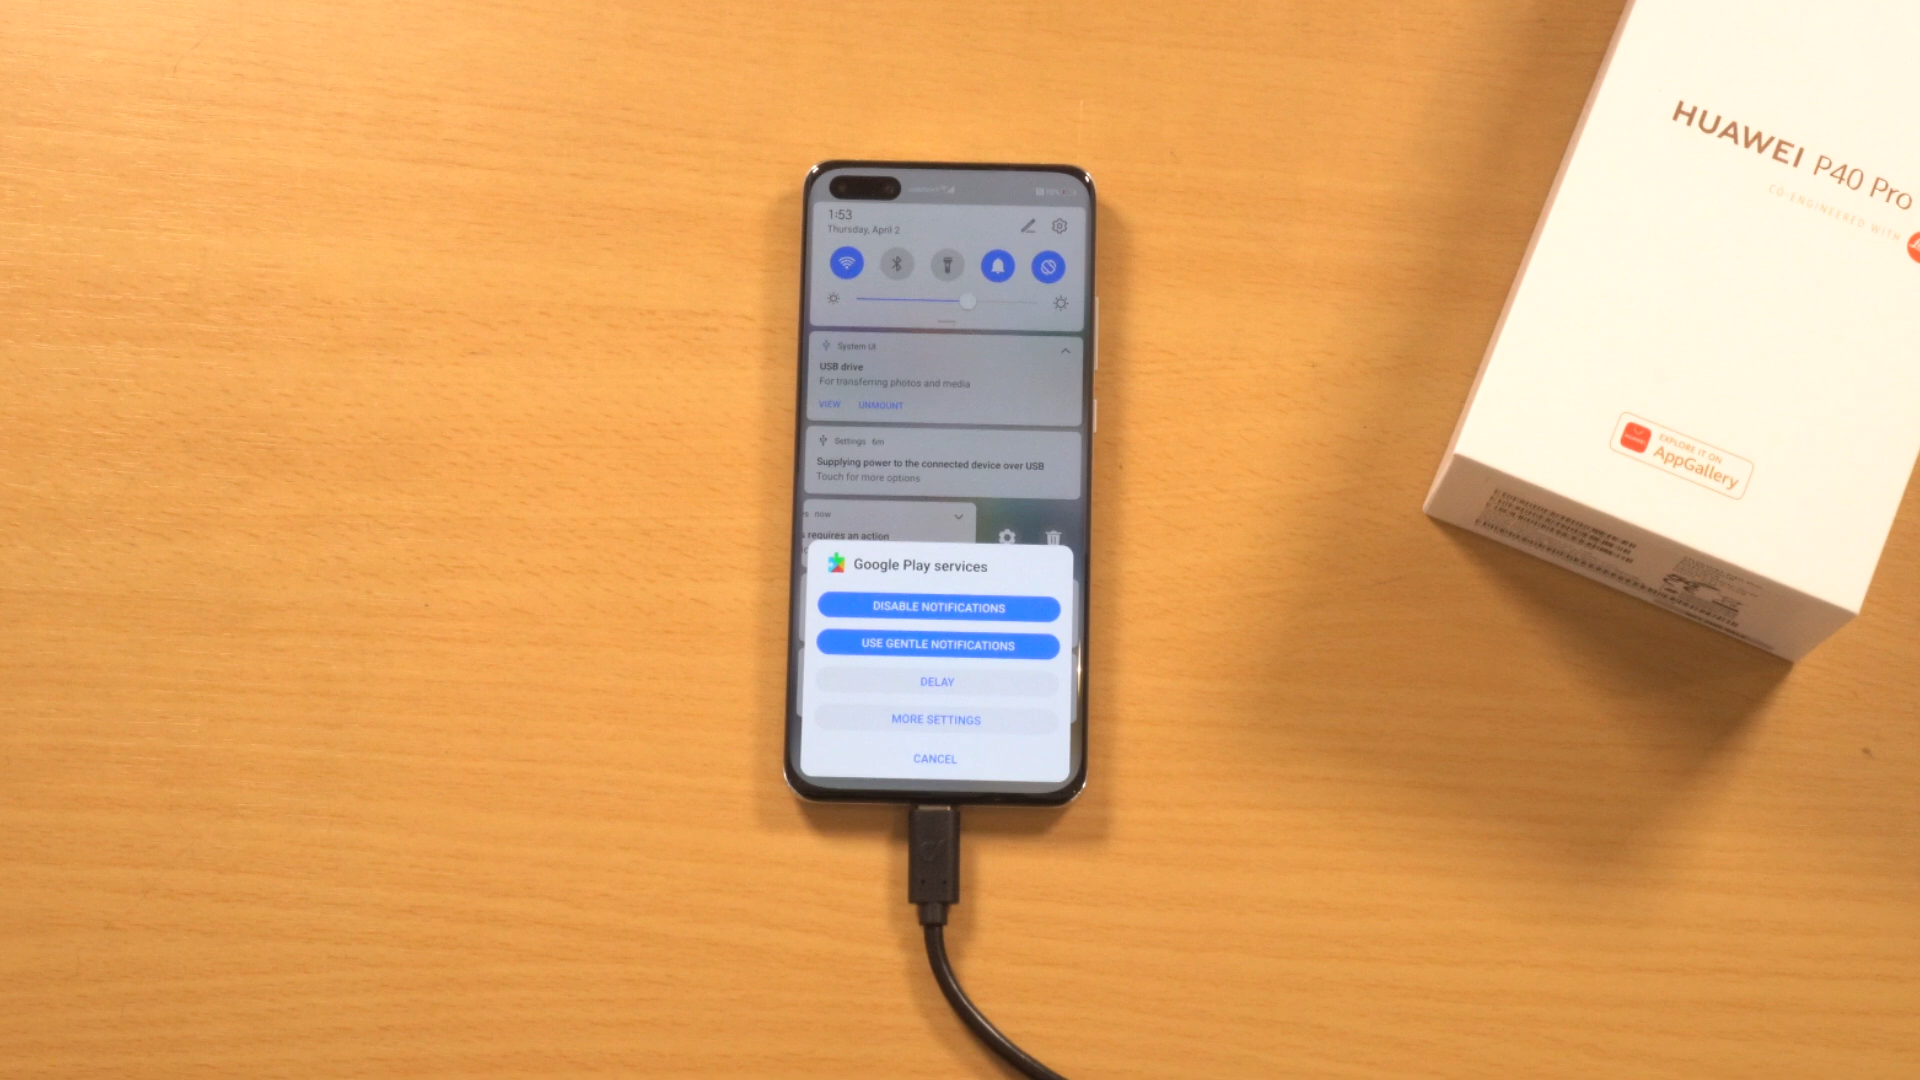 1:53
Thursday, April 2
System UI
USB drive
For transferring photos and media
VIEW UNMOUNT
Settings 6m
Supplying power to the connected device over USB
Touch for more options
now
requires an action
Google Play services
DISABLE NOTIFICATIONS
USE GENTLE NOTIFICATIONS
DELAY
MORE SETTINGS
CANCEL
HUAWEI P40 Pro
CO-ENGINEERED WITH
EXPLORE IT ON
AppGallery